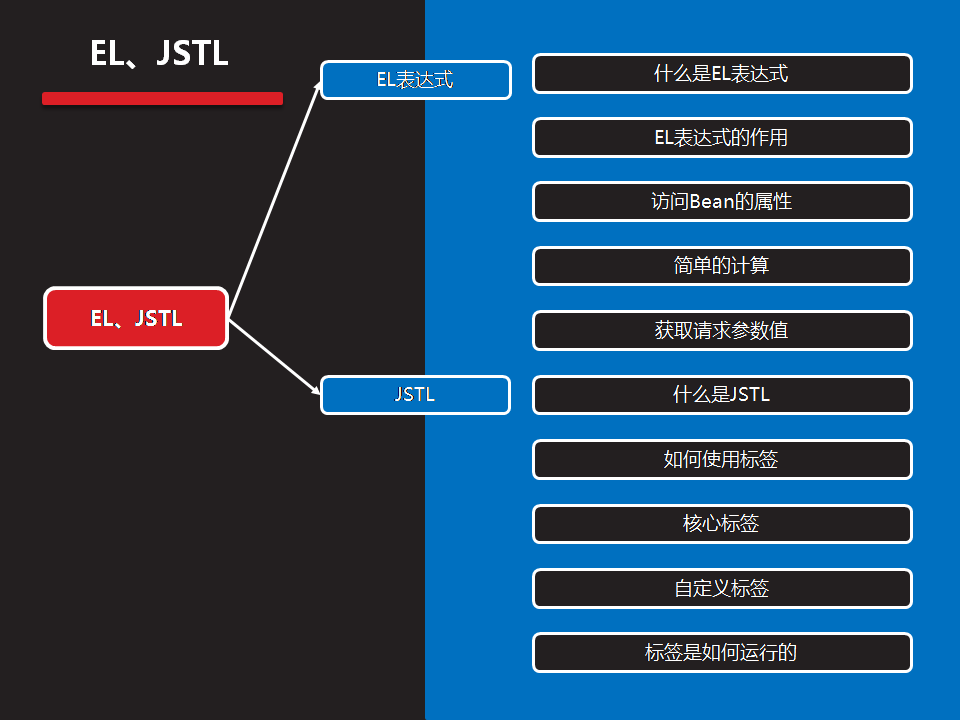 EL、JSTL
EL、JSTL
EL表达式
什么是EL表达式
EL表达式的作用
访问Bean的属性
简单的计算
获取请求参数值
JSTL
什么是JSTL
如何使用标签
核心标签
自定义标签
标签是如何运行的